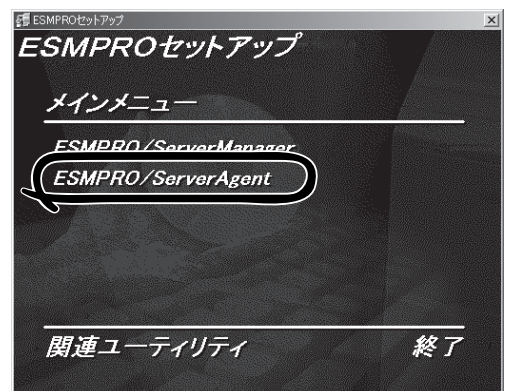 ESMPROセットアップ
ESMPROセットアップ
メインメニュー
ESMPRO/ServerManager
ESMPRO/ServerAgent
関連ユーティリティ 終了